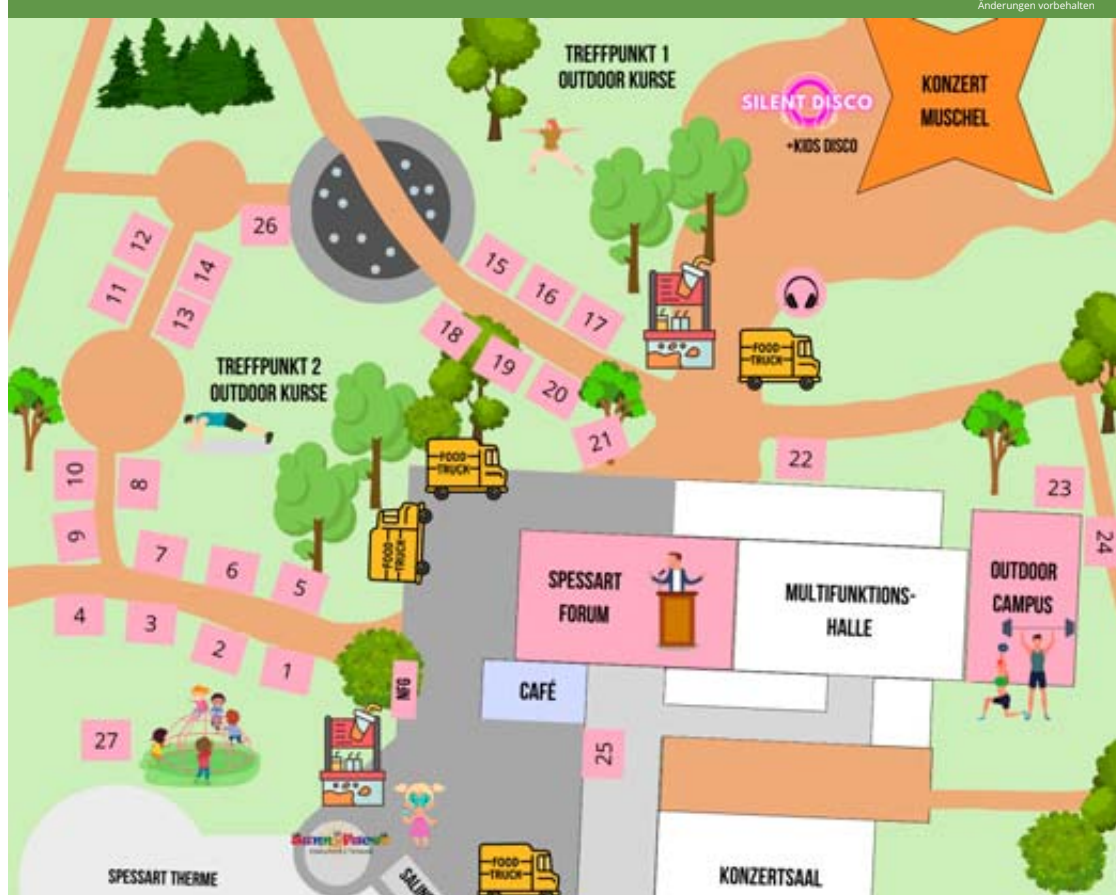 Änderungen vorbehalten
TREFFPUNKT 1
OUTDOOR KURSE
SILENT DISCO
+KIDS DISCO
KONZERT
MUSCHEL
26
12
14
11
13
15
16
17
18
19
20
21
FOOD
TRUCK
TREFFPUNKT 2
OUTDOOR KURSE
22
23
24
10
8
9
7
6
5
4
3
2
1
FOOD
TRUCK
FOOD
TRUCK
SPESSART
FORUM
MULTIFUNKTIONS-
HALLE
OUTDOOR
CAMPUS
NFG
CAFÉ
25
27
SPESSART THERME
FOOD
TRUCK
KONZERTSAAL